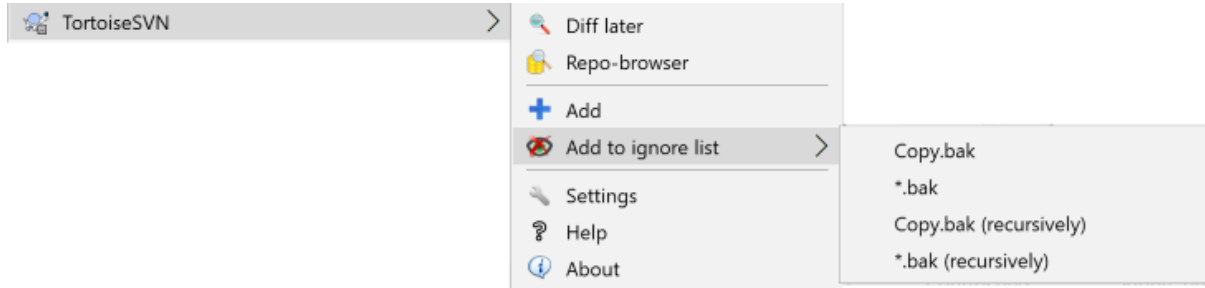 TortoiseSVN
Diff later
Repo-browser
Add
Add to ignore list
Settings
Help
About
Copy.bak
*.bak
Copy.bak (recursively)
*.bak (recursively)